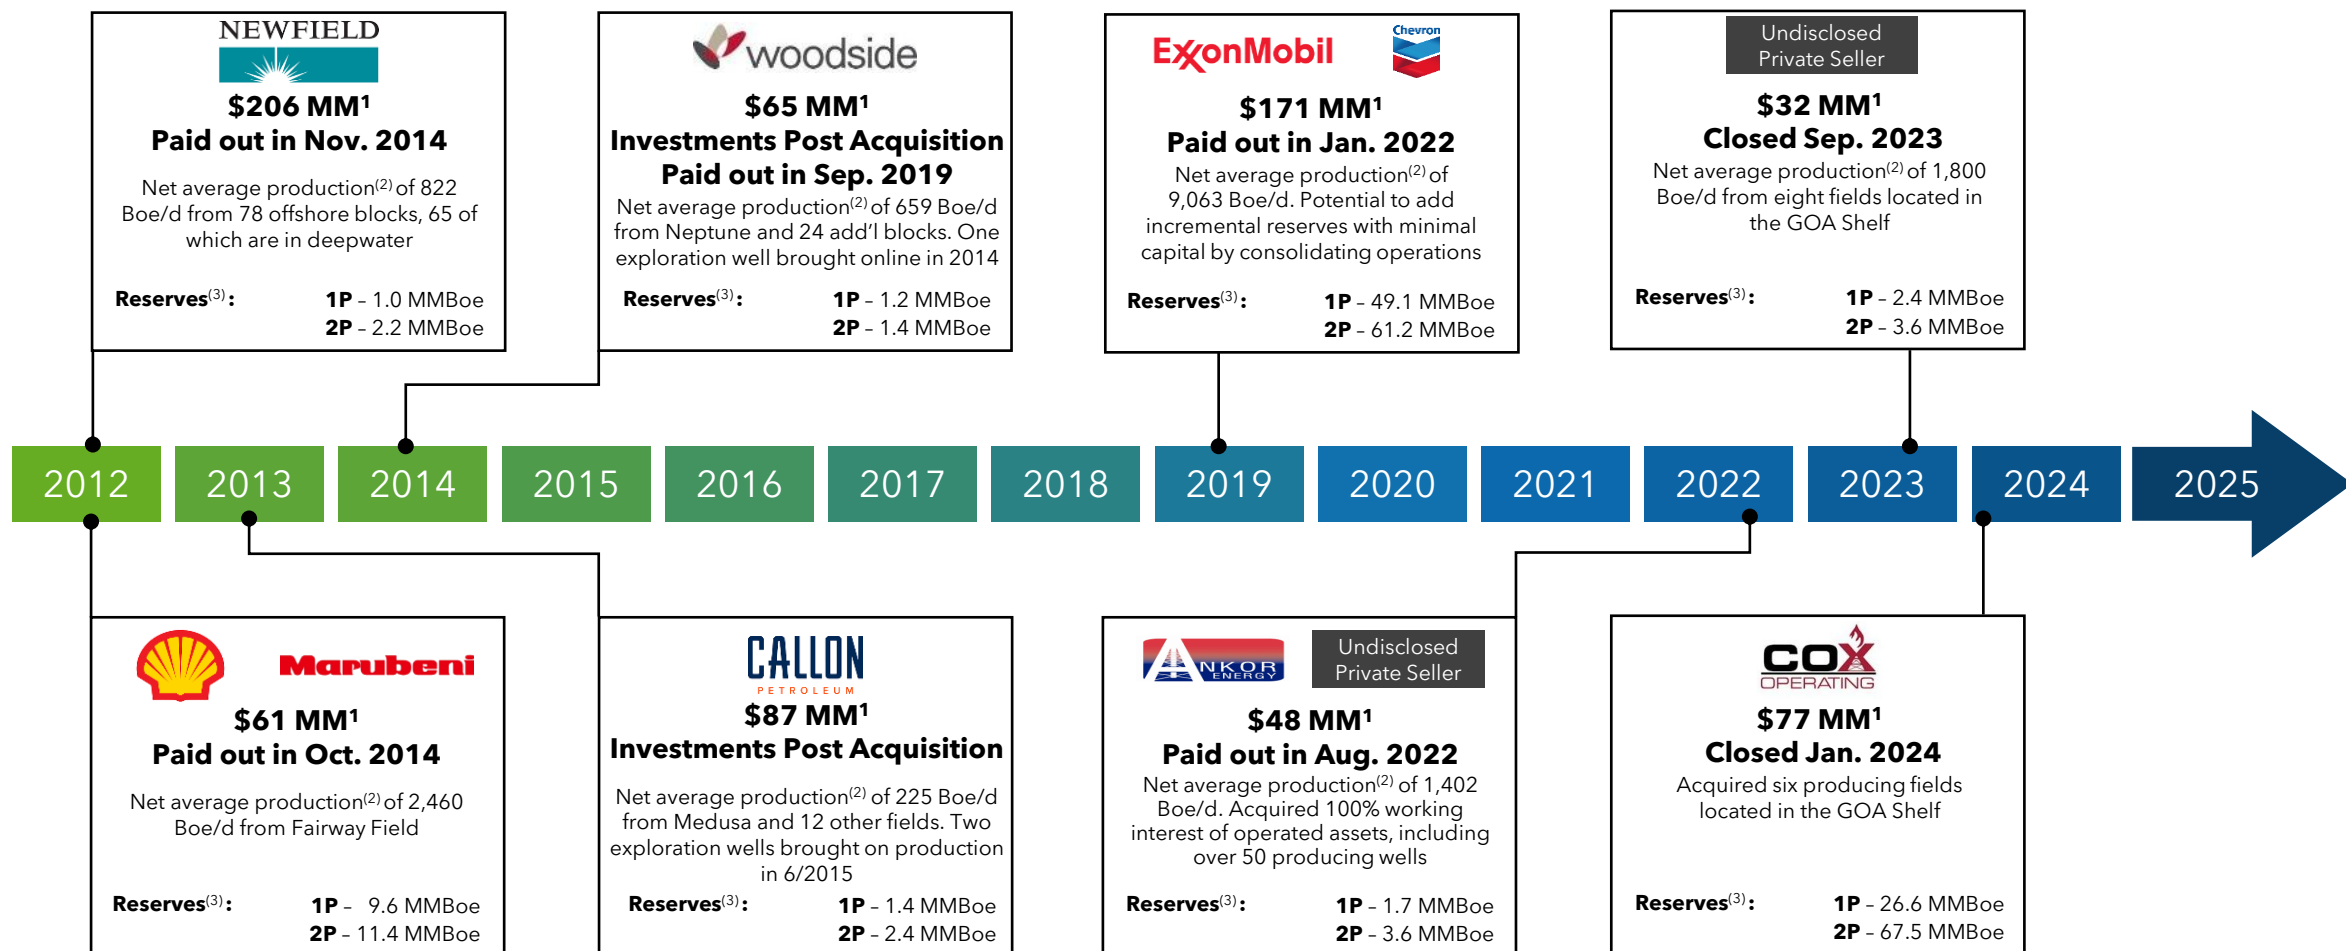 NEWFIELD
$206 MM¹
Paid out in Nov. 2014
Net average production⁽²⁾ of 822
Boe/d from 78 offshore blocks, 65 of
which are in deepwater
Reserves⁽³⁾: 1P – 1.0 MMBoe
2P – 2.2 MMBoe
woodside
$65 MM¹
Investments Post Acquisition
Paid out in Sep. 2019
Net average production⁽²⁾ of 659 Boe/d
from Neptune and 24 add'l blocks. One
exploration well brought online in 2014
Reserves⁽³⁾: 1P – 1.2 MMBoe
2P – 1.4 MMBoe
ExxonMobil
Chevron
$171 MM¹
Paid out in Jan. 2022
Net average production⁽²⁾ of
9,063 Boe/d. Potential to add
incremental reserves with minimal
capital by consolidating operations
Reserves⁽³⁾: 1P – 49.1 MMBoe
2P – 61.2 MMBoe
Undisclosed
Private Seller
$32 MM¹
Closed Sep. 2023
Net average production⁽²⁾ of 1,800
Boe/d from eight fields located in
the GOA Shelf
Reserves⁽³⁾: 1P – 2.4 MMBoe
2P – 3.6 MMBoe
2012 2013 2014 2015 2016 2017 2018 2019 2020 2021 2022 2023 2024 2025
Marubeni
$61 MM¹
Paid out in Oct. 2014
Net average production⁽²⁾ of 2,460
Boe/d from Fairway Field
Reserves⁽³⁾: 1P – 9.6 MMBoe
2P – 11.4 MMBoe
CALLON
PETROLEUM
$87 MM¹
Investments Post Acquisition
Net average production⁽²⁾ of 225 Boe/d
from Medusa and 12 other fields. Two
exploration wells brought on production
in 6/2015
Reserves⁽³⁾: 1P – 1.4 MMBoe
2P – 2.4 MMBoe
ANKOR
ENERGY
Undisclosed
Private Seller
$48 MM¹
Paid out in Aug. 2022
Net average production⁽²⁾ of 1,402
Boe/d. Acquired 100% working
interest of operated assets, including
over 50 producing wells
Reserves⁽³⁾: 1P – 1.7 MMBoe
2P – 3.6 MMBoe
COX
OPERATING
$77 MM¹
Closed Jan. 2024
Acquired six producing fields
located in the GOA Shelf
Reserves⁽³⁾: 1P – 26.6 MMBoe
2P – 67.5 MMBoe